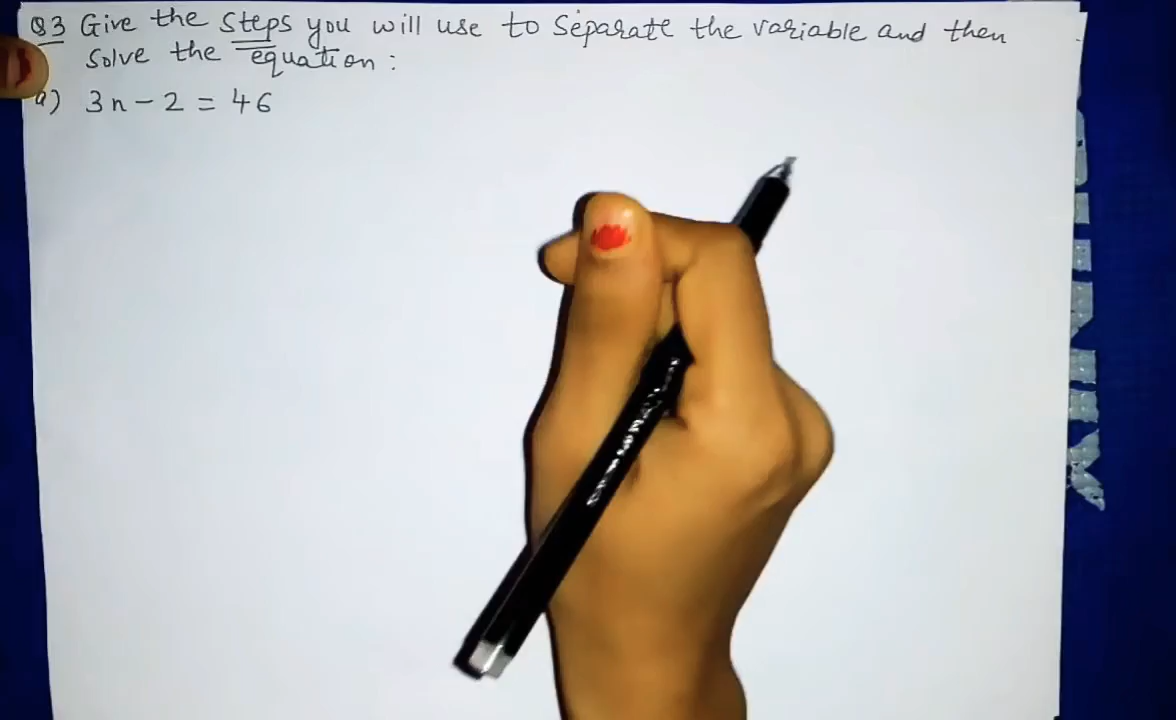 Q3 Give the steps you will use to separate the variable and then
solve the equation :
a) 3n - 2 = 46